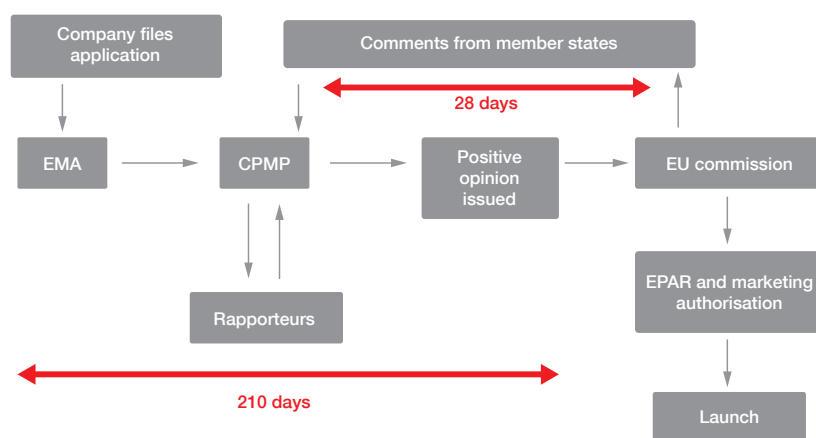 Company files
application
Comments from member states
28 days
EMA
CPMP
Positive
opinion
issued
EU commission
Rapporteurs
EPAR and marketing
authorisation
210 days
Launch